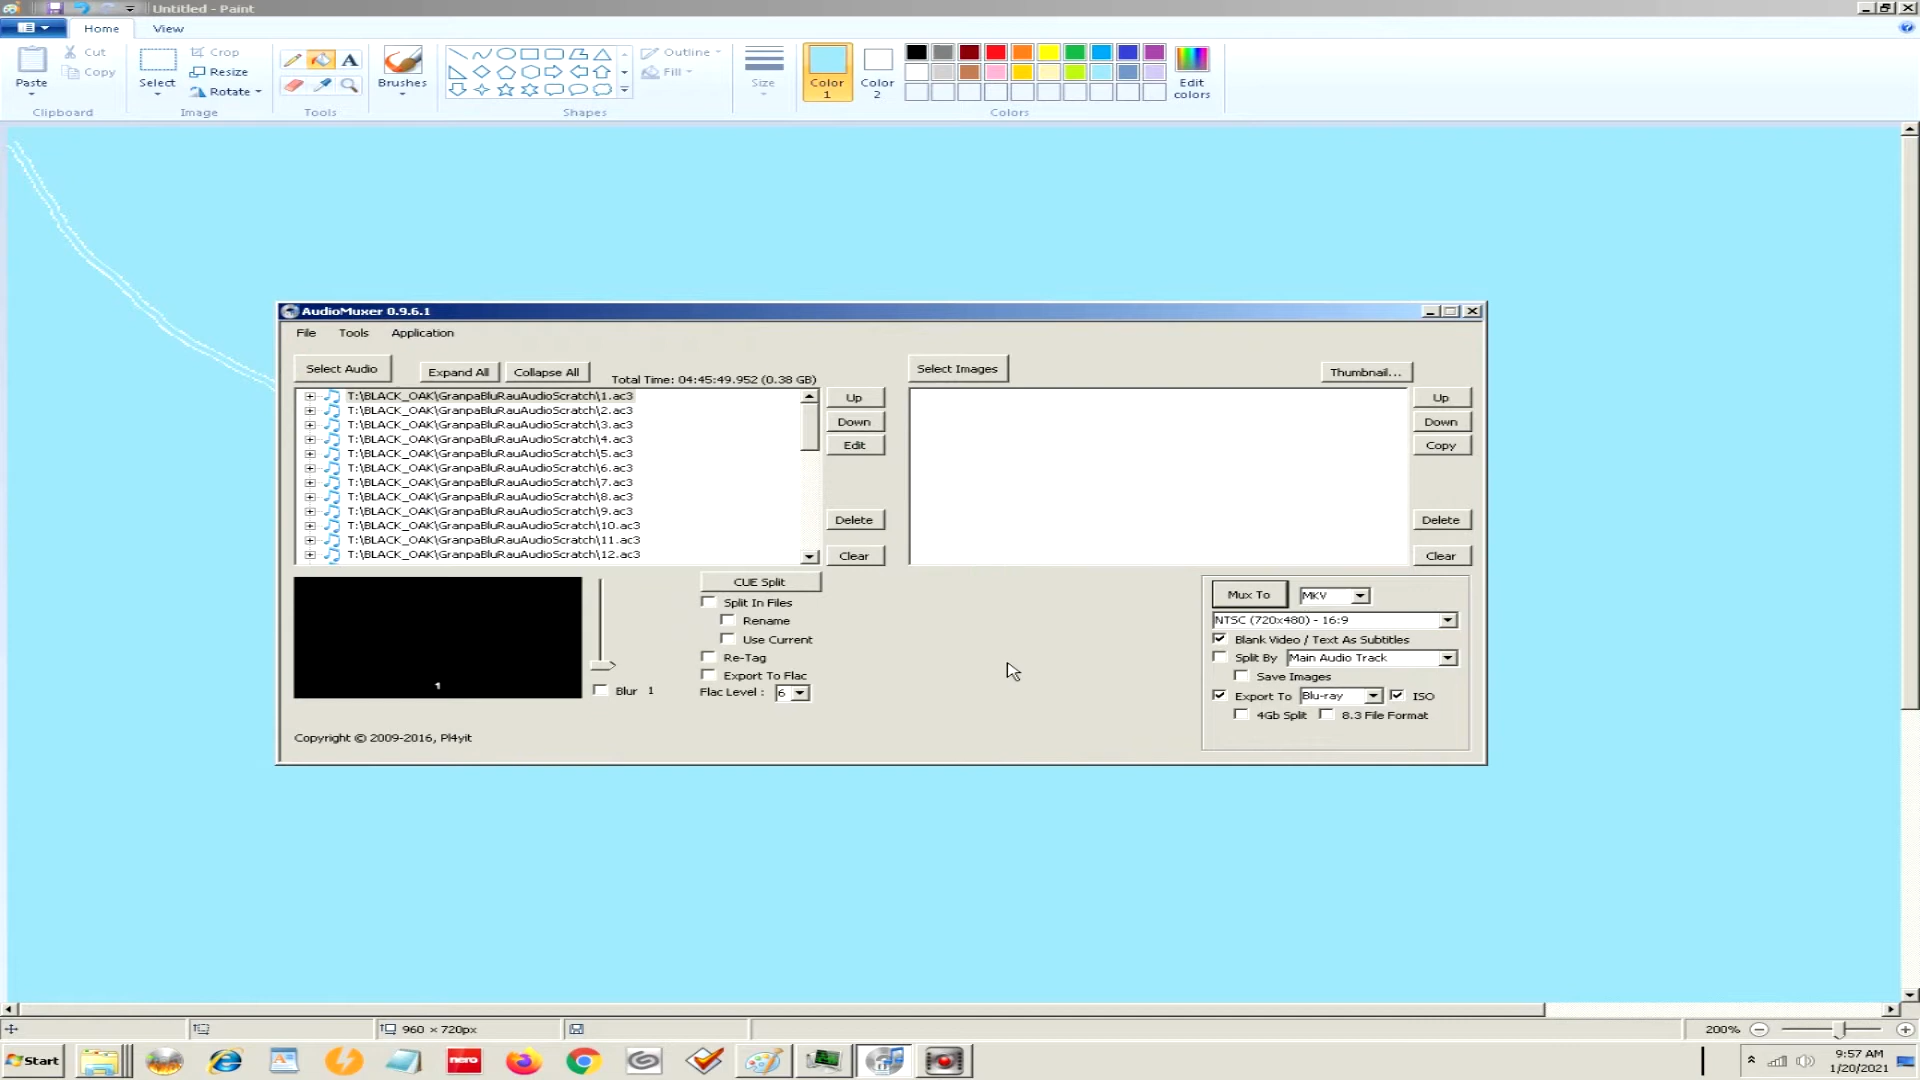 Untitled - Paint
Home View
Paste
Cut
Copy
Clipboard
Select
Crop
Resize
Rotate
Image
A
Tools
Brushes
Outline
Fill
Shapes
Size
Color 1
Color 2
Edit colors
Colors
AudioMuxer 0.9.6.1
File Tools Application
Select Audio
Expand All
Collapse All
Total Time: 04:45:49.952 (0.38 GB)
T:\BLACK_OAK\GranpaBluRauAudioScratch\1.ac3
T:\BLACK_OAK\GranpaBluRauAudioScratch\2.ac3
T:\BLACK_OAK\GranpaBluRauAudioScratch\3.ac3
T:\BLACK_OAK\GranpaBluRauAudioScratch\4.ac3
T:\BLACK_OAK\GranpaBluRauAudioScratch\5.ac3
T:\BLACK_OAK\GranpaBluRauAudioScratch\6.ac3
T:\BLACK_OAK\GranpaBluRauAudioScratch\7.ac3
T:\BLACK_OAK\GranpaBluRauAudioScratch\8.ac3
T:\BLACK_OAK\GranpaBluRauAudioScratch\9.ac3
T:\BLACK_OAK\GranpaBluRauAudioScratch\10.ac3
T:\BLACK_OAK\GranpaBluRauAudioScratch\11.ac3
T:\BLACK_OAK\GranpaBluRauAudioScratch\12.ac3
Up
Down
Edit
Delete
Clear
Select Images
Thumbnail...
Up
Down
Copy
Delete
Clear
1
Blur 1
CUE Split
Split In Files
Rename
Use Current
Re-Tag
Export To Flac
Flac Level : 6
Mux To MKV
NTSC (720x480) - 16:9
Blank Video / Text As Subtitles
Split By Main Audio Track
Save Images
Export To Blu-ray ISO
4Gb Split 8.3 File Format
Copyright © 2009-2016, Pl4yit
960 × 720px
200%
Start
nero
9:57 AM
1/20/2021